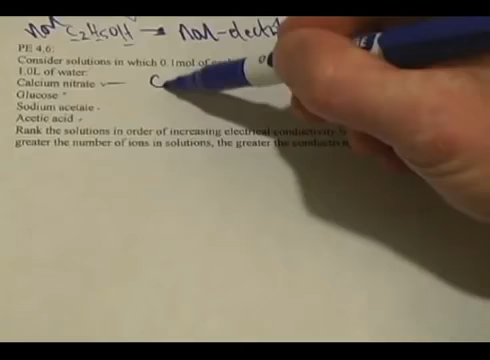 C2H5OH → non-electr
PE 4.6:
Consider solutions in which 0.1mol of
1.0L of water:
Calcium nitrate — C
Glucose
Sodium acetate -
Acetic acid -
Rank the solutions in order of increasing electrical conductivity
greater the number of ions in solutions, the greater the